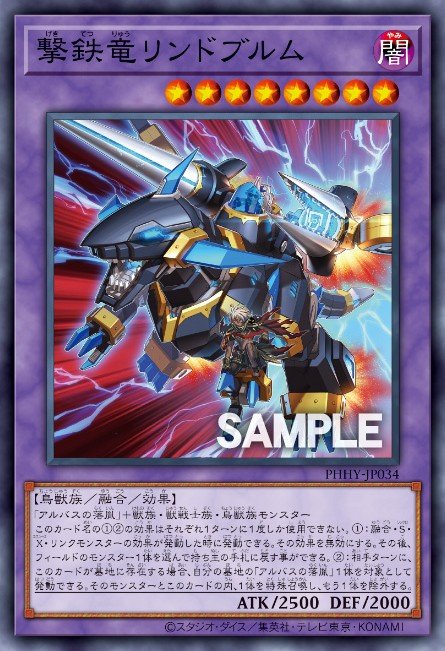 撃鉄竜リンドブルム
闇
SAMPLE
PHHY-JP034
【鳥獣族／融合／効果】
「アルバスの落胤」＋獣族・獣戦士族・鳥獣族モンスター
このカード名の①②の効果はそれぞれ1ターンに1度しか使用できない。①：融合・S・
X・リンクモンスターの効果が発動した時に発動できる。その効果を無効にする。その後、
フィールドのモンスター1体を選んで持ち主の手札に戻す事ができる。②：相手ターンに、
このカードが墓地に存在する場合、自分の墓地の「アルバスの落胤」1体を対象として
発動できる。そのモンスターとこのカードの内、1体を特殊召喚し、もう1体を除外する。
ATK/2500 DEF/2000
©スタジオ・ダイス／集英社・テレビ東京・KONAMI